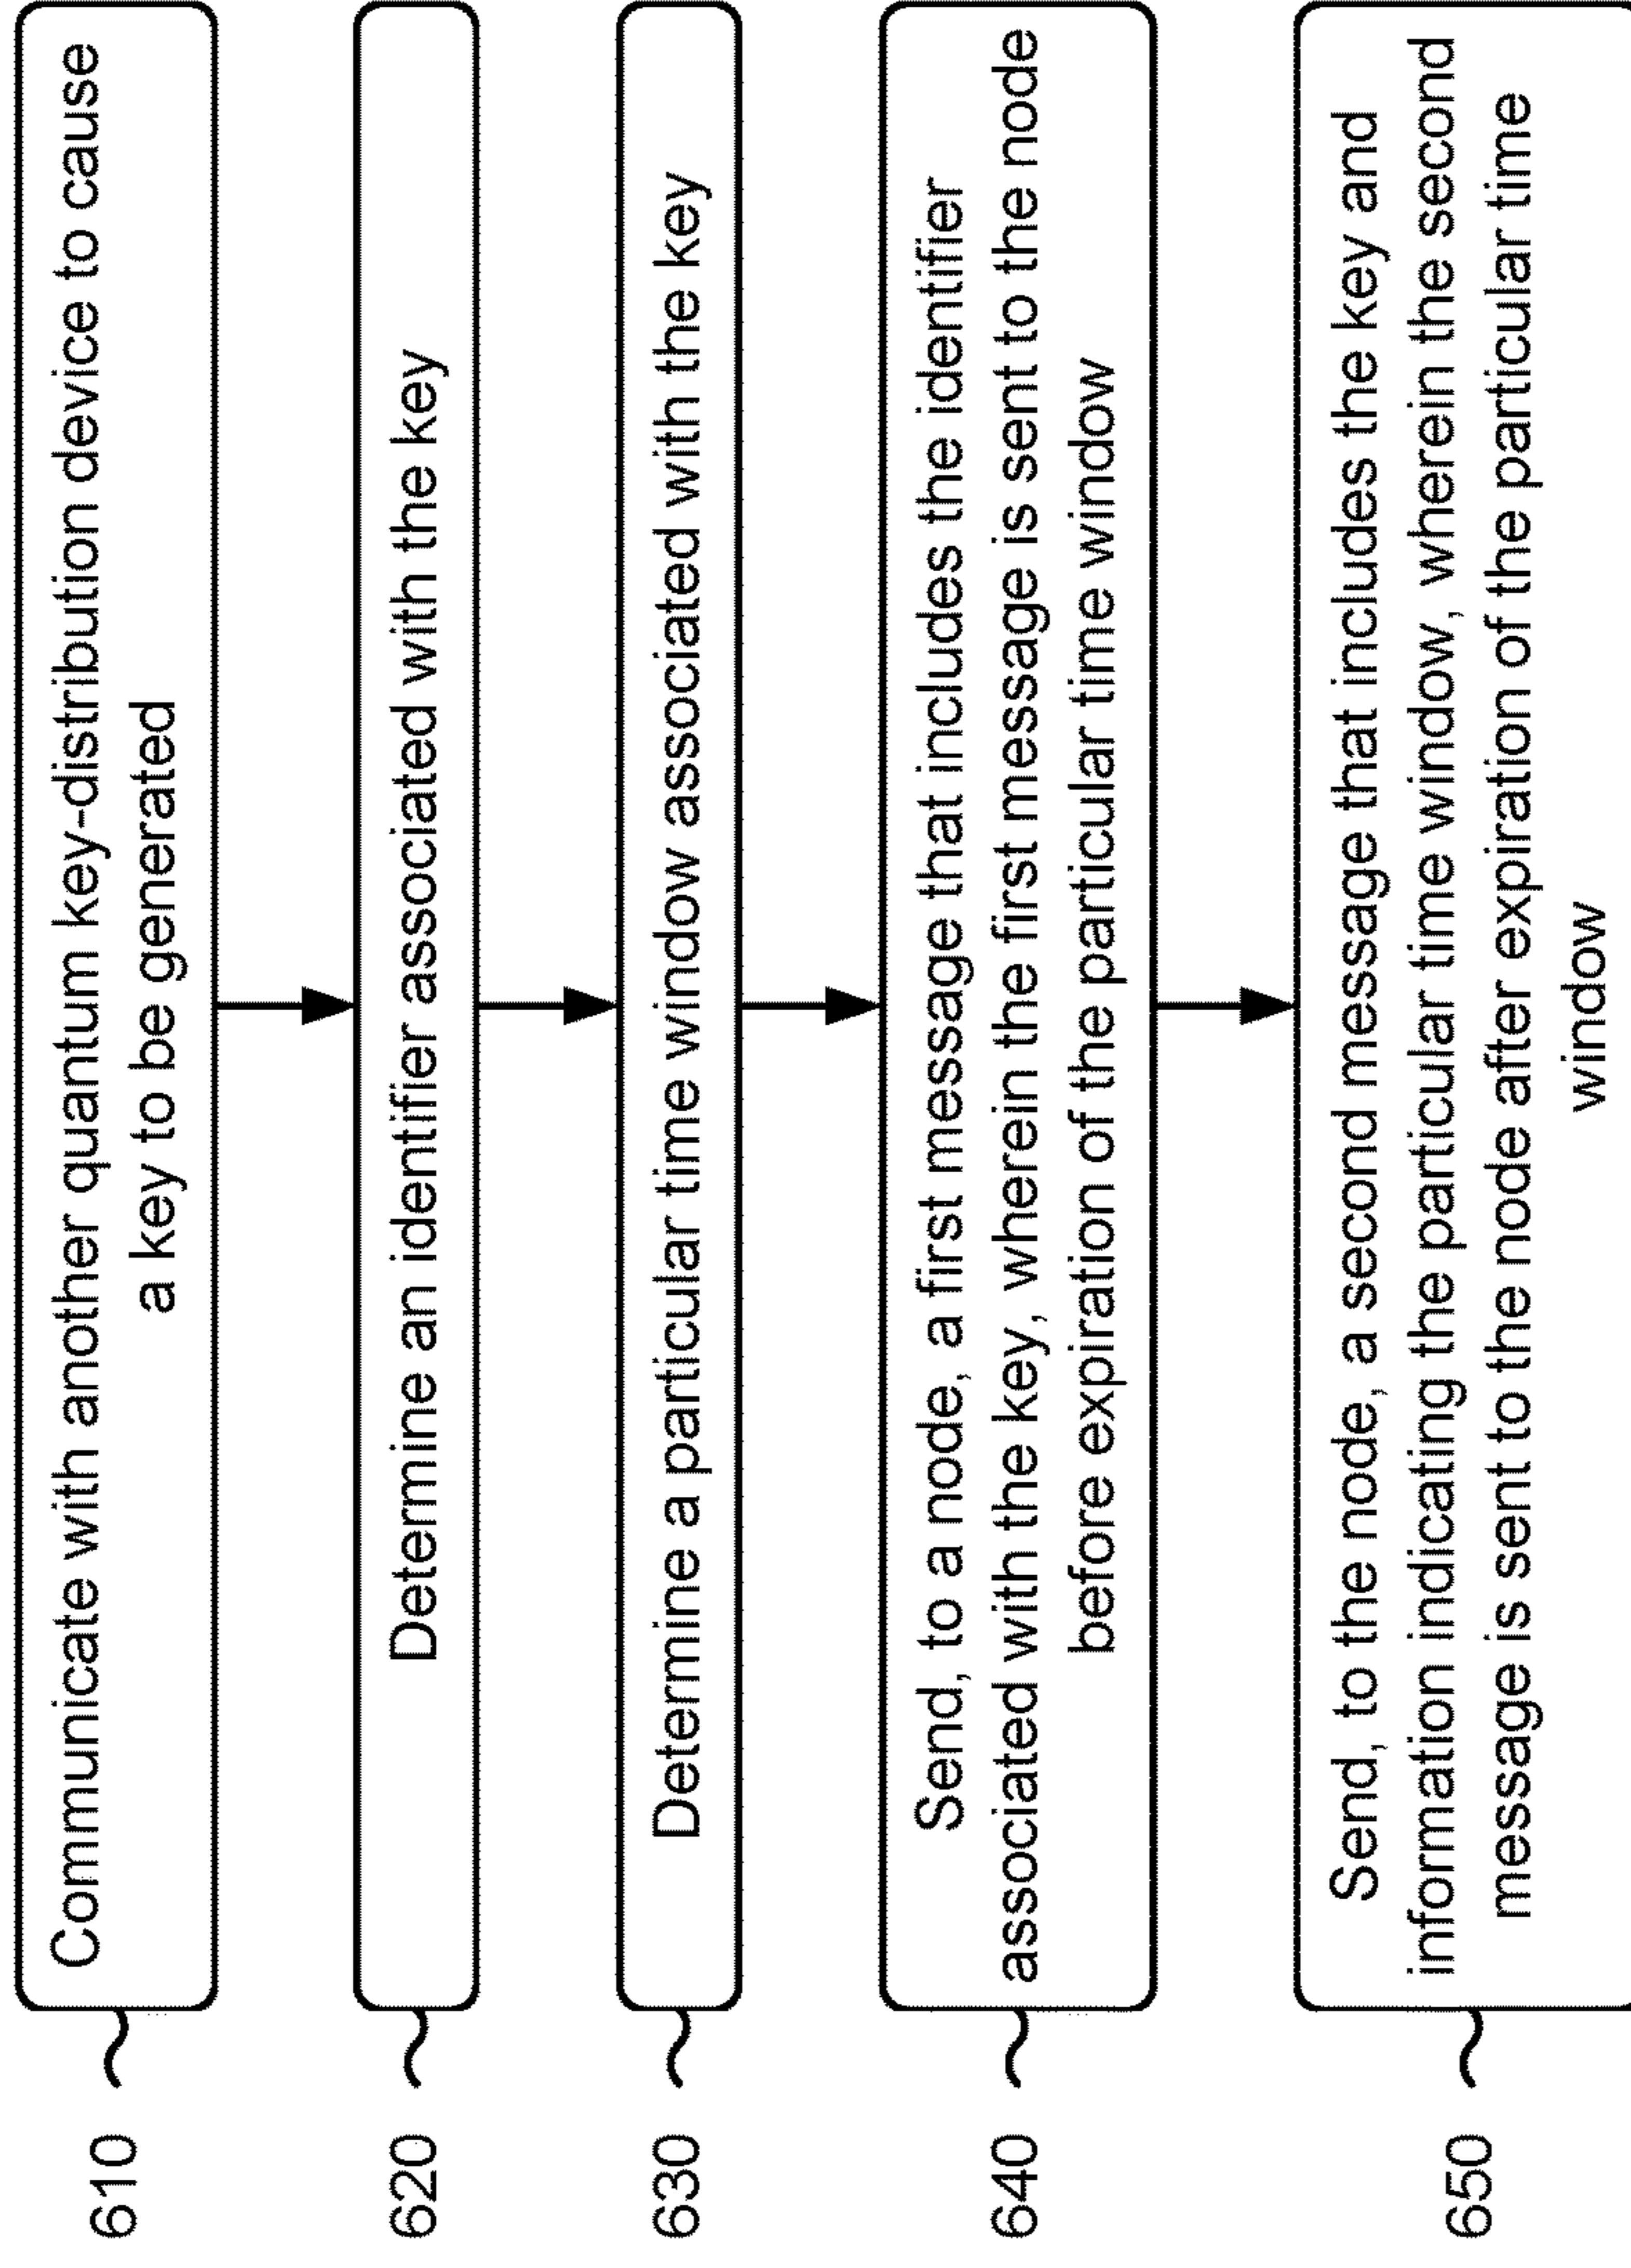 610
Communicate with another quantum key-distribution device to cause
a key to be generated
620
Determine an identifier associated with the key
630
Determine a particular time window associated with the key
640
Send, to a node, a first message that includes the identifier
associated with the key, wherein the first message is sent to the node
before expiration of the particular time window
650
Send, to the node, a second message that includes the key and
information indicating the particular time window, wherein the second
message is sent to the node after expiration of the particular time
window